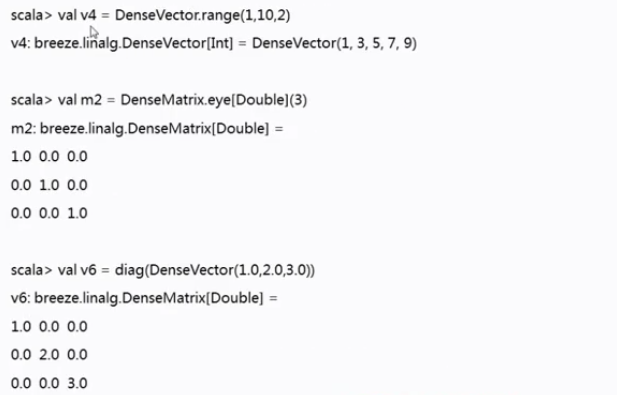 scala> val v4 = DenseVector.range(1,10,2)
v4: breeze.linalg.DenseVector[Int] = DenseVector(1, 3, 5, 7, 9)
scala> val m2 = DenseMatrix.eye[Double](3)
m2: breeze.linalg.DenseMatrix[Double] =
1.0 0.0 0.0
0.0 1.0 0.0
0.0 0.0 1.0
scala> val v6 = diag(DenseVector(1.0,2.0,3.0))
v6: breeze.linalg.DenseMatrix[Double] =
1.0 0.0 0.0
0.0 2.0 0.0
0.0 0.0 3.0